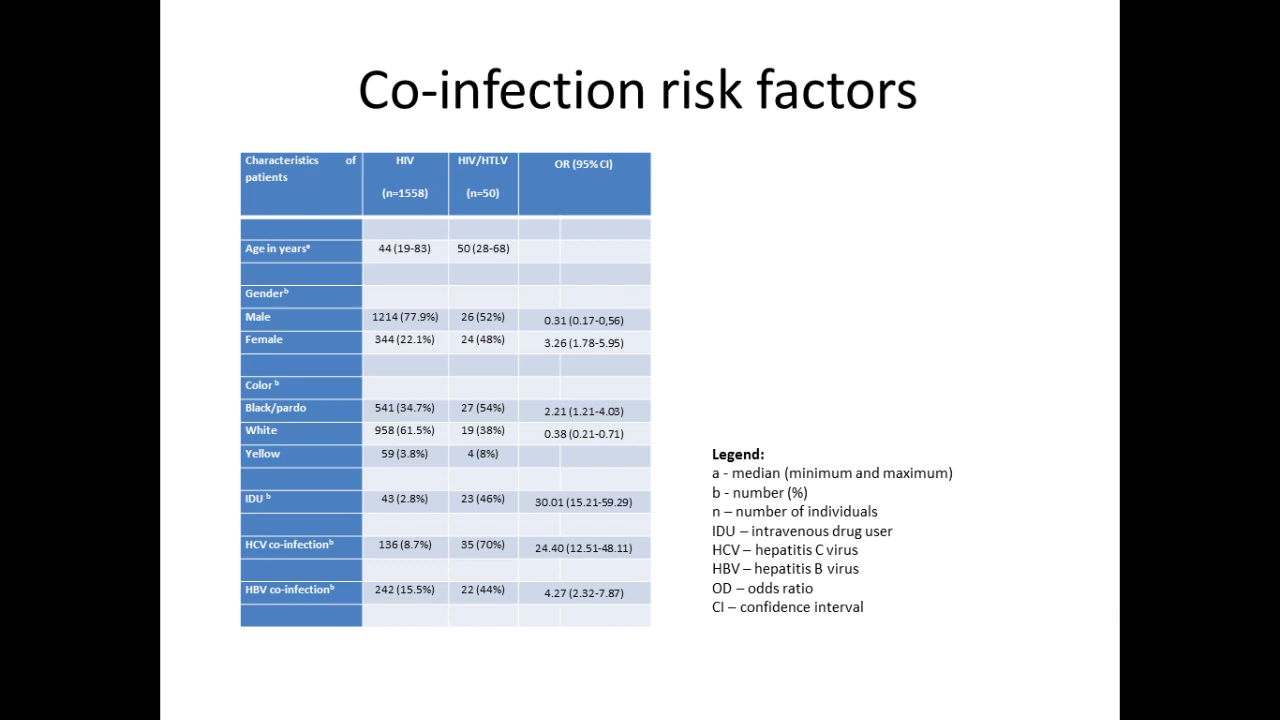 Co-infection risk factors
Characteristics of patients HIV (n=1558) HIV/HTLV (n=50) OR (95% CI)
Age in yearsᵃ 44 (19-83) 50 (28-68)
Genderᵇ
Male 1214 (77.9%) 26 (52%) 0.31 (0.17-0,56)
Female 344 (22.1%) 24 (48%) 3.26 (1.78-5.95)
Color ᵇ
Black/pardo 541 (34.7%) 27 (54%) 2.21 (1.21-4.03)
White 958 (61.5%) 19 (38%) 0.38 (0.21-0.71)
Yellow 59 (3.8%) 4 (8%)
IDU ᵇ 43 (2.8%) 23 (46%) 30.01 (15.21-59.29)
HCV co-infectionᵇ 136 (8.7%) 35 (70%) 24.40 (12.51-48.11)
HBV co-infectionᵇ 242 (15.5%) 22 (44%) 4.27 (2.32-7.87)
Legend:
a - median (minimum and maximum)
b - number (%)
n – number of individuals
IDU – intravenous drug user
HCV – hepatitis C virus
HBV – hepatitis B virus
OD – odds ratio
CI – confidence interval